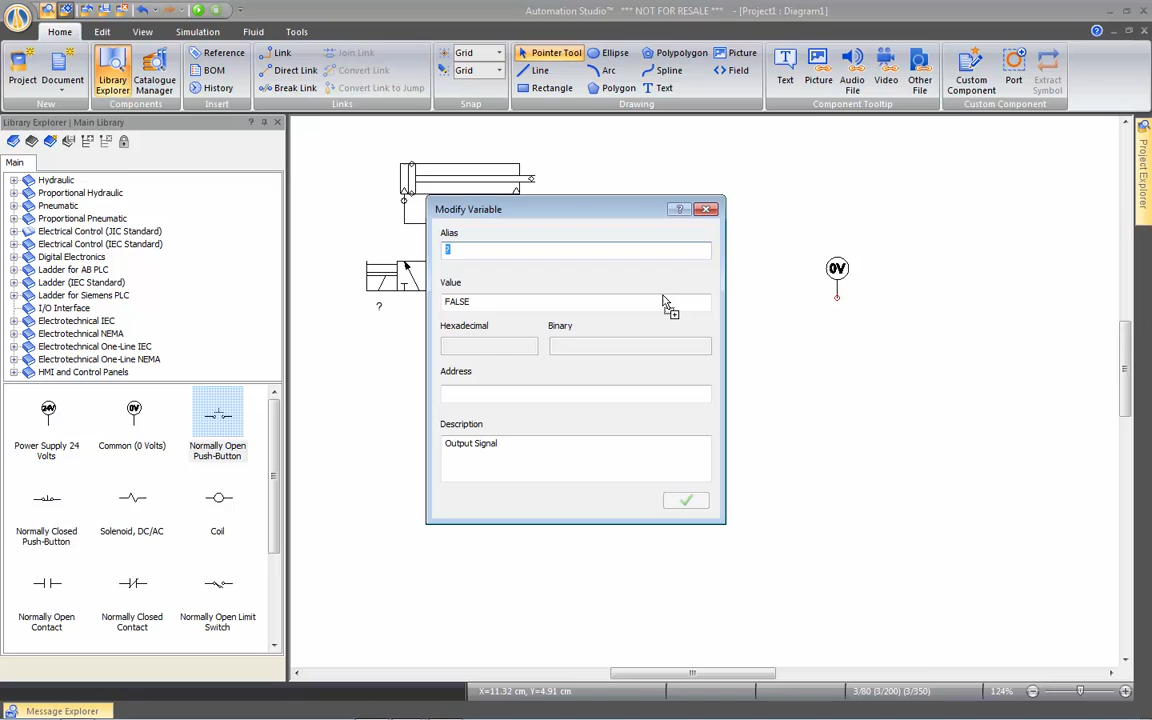 Automation Studio™ *** NOT FOR RESALE *** - [Project1 : Diagram1]
Home Edit View Simulation Fluid Tools
Project
Document
New
Library Explorer
Catalogue Manager
Components
Reference
BOM
History
Insert
Link
Direct Link
Break Link
Join Link
Convert Link
Convert Link to Jump
Links
Grid
Grid
Snap
Pointer Tool
Line
Rectangle
Ellipse
Arc
Polygon
Polypolygon
Spline
Text
Picture
Field
Drawing
Text
Picture
Audio File
Video
Other File
Component Tooltip
Custom Component
Port
Extract Symbol
Custom Component
Library Explorer | Main Library
Main
Hydraulic
Proportional Hydraulic
Pneumatic
Proportional Pneumatic
Electrical Control (JIC Standard)
Electrical Control (IEC Standard)
Digital Electronics
Ladder for AB PLC
Ladder (IEC Standard)
Ladder for Siemens PLC
I/O Interface
Electrotechnical IEC
Electrotechnical NEMA
Electrotechnical One-Line IEC
Electrotechnical One-Line NEMA
HMI and Control Panels
24V
0V
Power Supply 24 Volts
Common (0 Volts)
Normally Open Push-Button
Normally Closed Push-Button
Solenoid, DC/AC
Coil
Normally Open Contact
Normally Closed Contact
Normally Open Limit Switch
Message Explorer
?
Modify Variable
Alias
?
Value
FALSE
Hexadecimal
Binary
Address
Description
Output Signal
0V
Project Explorer
X=11.32 cm, Y=4.91 cm
3/80 (3/200) (3/350)
124%